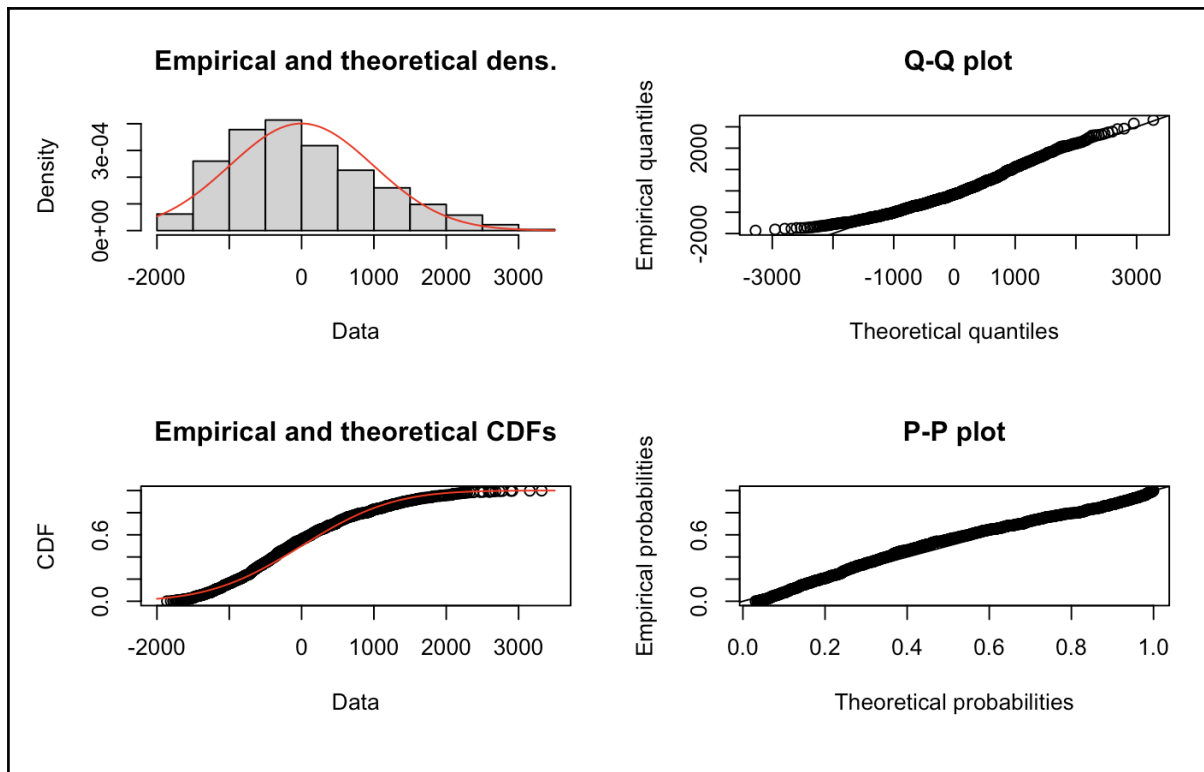 Empirical and theoretical dens.
Density
0e+00 3e-04
-2000 0 1000 2000 3000
Data
Q-Q plot
Empirical quantiles
-2000 2000
-3000 -1000 0 1000 3000
Theoretical quantiles
Empirical and theoretical CDFs
CDF
0.0 0.6
-2000 0 1000 2000 3000
Data
P-P plot
Empirical probabilities
0.0 0.6
0.0 0.2 0.4 0.6 0.8 1.0
Theoretical probabilities